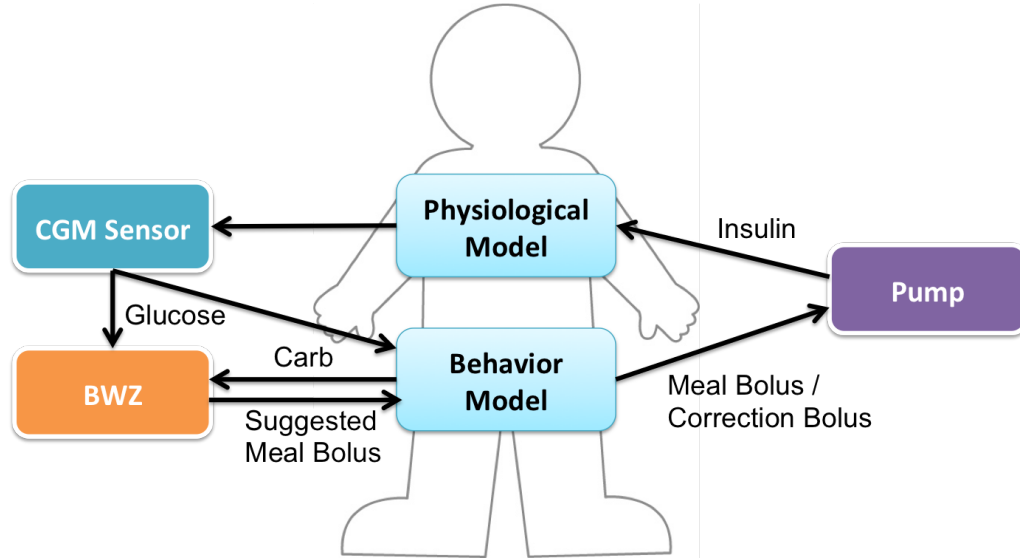 Physiological
Model
CGM Sensor
Insulin
Pump
Glucose
Carb
Behavior
Model
BWZ
Suggested
Meal Bolus
Meal Bolus /
Correction Bolus